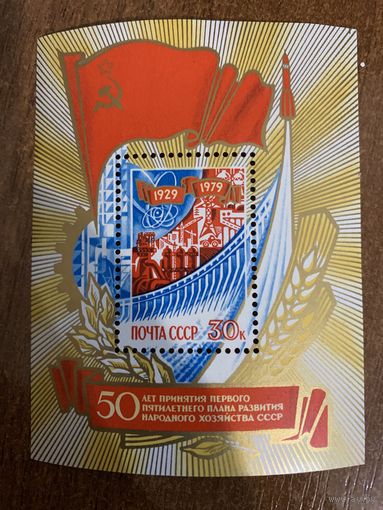 1929 1979
ПОЧТА СССР 30к
50 ЛЕТ ПРИНЯТИЯ ПЕРВОГО
ПЯТИЛЕТНЕГО ПЛАНА РАЗВИТИЯ
НАРОДНОГО ХОЗЯЙСТВА СССР